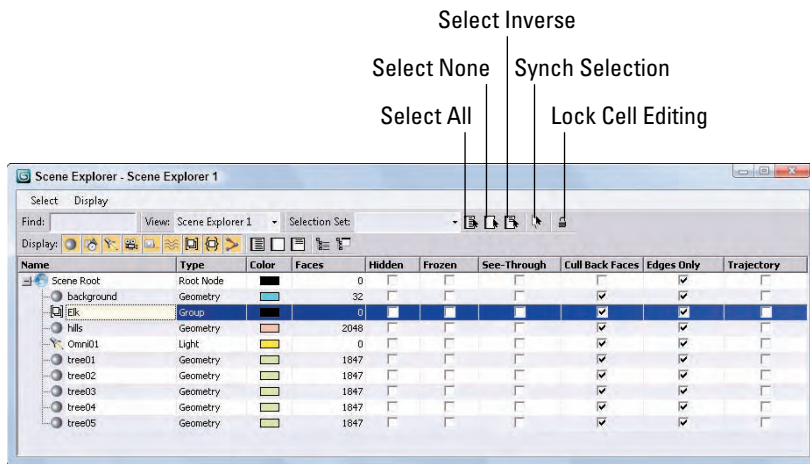 Select Inverse
Select None Synch Selection
Select All Lock Cell Editing
Scene Explorer - Scene Explorer 1
Select Display
Find: View: Scene Explorer 1 Selection Set:
Display:
Name Type Color Faces Hidden Frozen See-Through Cull Back Faces Edges Only Trajectory
Scene Root Root Node 0
background Geometry 32
Elk Group 0
hills Geometry 2048
Omni01 Light 0
tree01 Geometry 1847
tree02 Geometry 1847
tree03 Geometry 1847
tree04 Geometry 1847
tree05 Geometry 1847